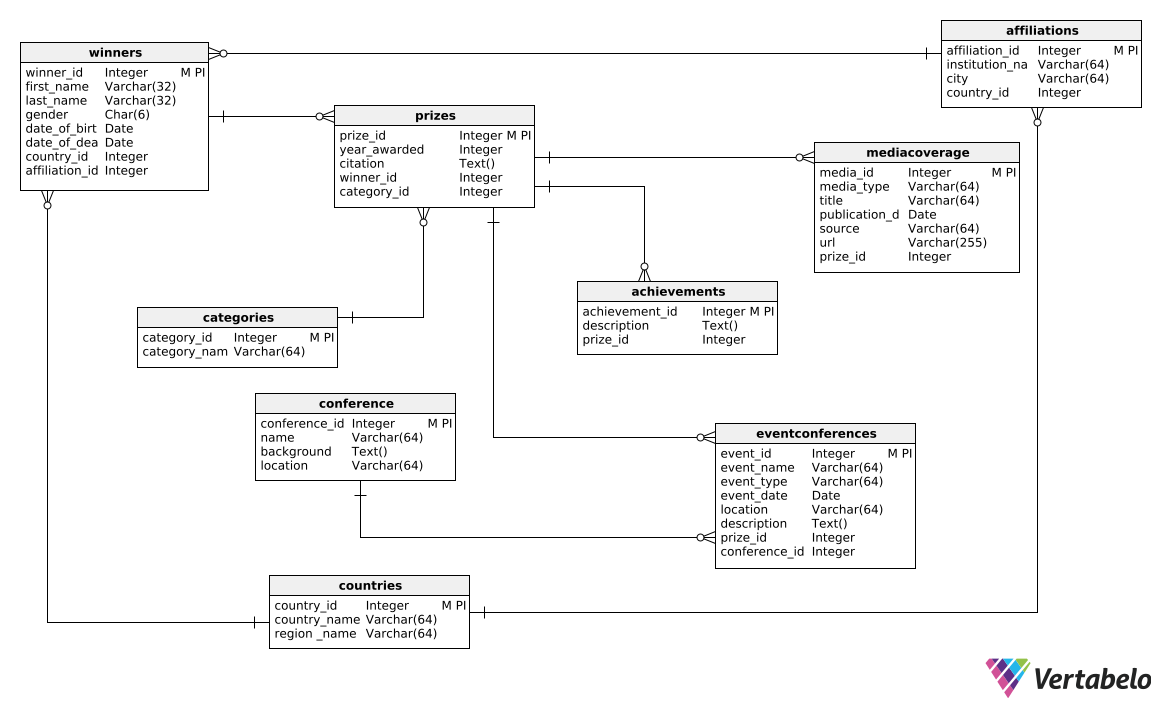 winners
winner_id Integer M PI
first_name Varchar(32)
last_name Varchar(32)
gender Char(6)
date_of_birt Date
date_of_dea Date
country_id Integer
affiliation_id Integer
affiliations
affiliation_id Integer M PI
institution_na Varchar(64)
city Varchar(64)
country_id Integer
prizes
prize_id Integer M PI
year_awarded Integer
citation Text()
winner_id Integer
category_id Integer
mediacoverage
media_id Integer M PI
media_type Varchar(64)
title Varchar(64)
publication_d Date
source Varchar(64)
url Varchar(255)
prize_id Integer
achievements
achievement_id Integer M PI
description Text()
prize_id Integer
categories
category_id Integer M PI
category_nam Varchar(64)
conference
conference_id Integer M PI
name Varchar(64)
background Text()
location Varchar(64)
eventconferences
event_id Integer M PI
event_name Varchar(64)
event_type Varchar(64)
event_date Date
location Varchar(64)
description Text()
prize_id Integer
conference_id Integer
countries
country_id Integer M PI
country_name Varchar(64)
region _name Varchar(64)
Vertabelo